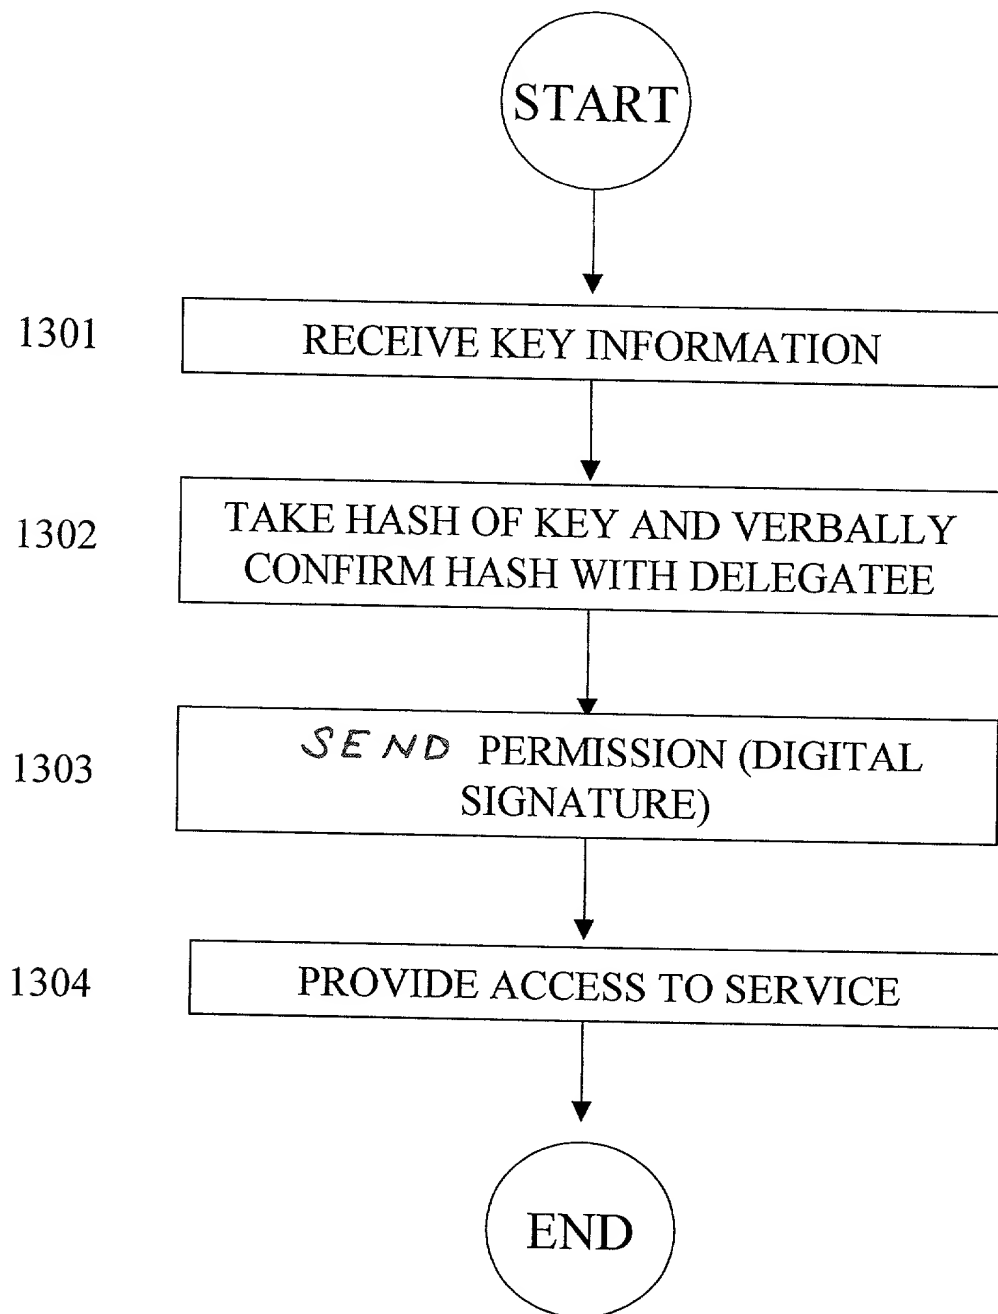 START
1301
RECEIVE KEY INFORMATION
1302
TAKE HASH OF KEY AND VERBALLY
CONFIRM HASH WITH DELEGATEE
1303
SEND PERMISSION (DIGITAL
SIGNATURE)
1304
PROVIDE ACCESS TO SERVICE
END